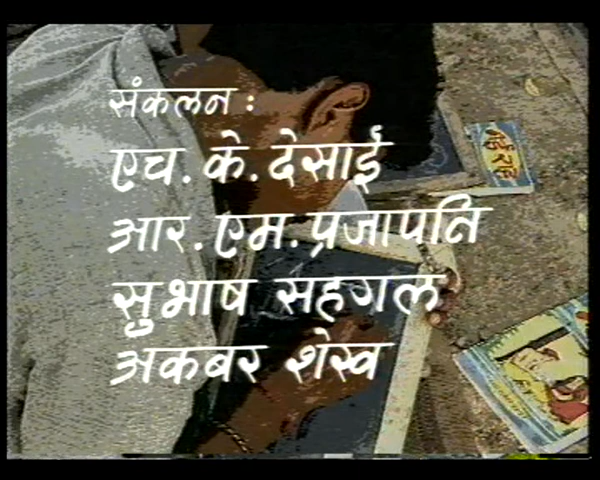 संकलन :
एच. के. देसाई
आर. एम. प्रजापति
सुभाष सहगल
अकबर शेख